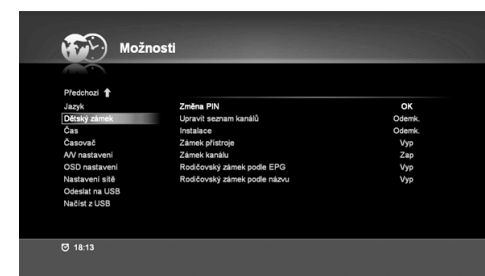 Možnosti
Předchozí
Jazyk
Změna PIN OK
Dětský zámek
Upravit seznam kanálů Odemk.
Čas
Instalace Odemk.
Časovač
Zámek přístroje Vyp
A/V nastavení
Zámek kanálu Zap
OSD nastavení
Rodičovský zámek podle EPG Vyp
Nastavení sítě
Rodičovský zámek podle názvu Vyp
Odeslat na USB
Načíst z USB
18:13